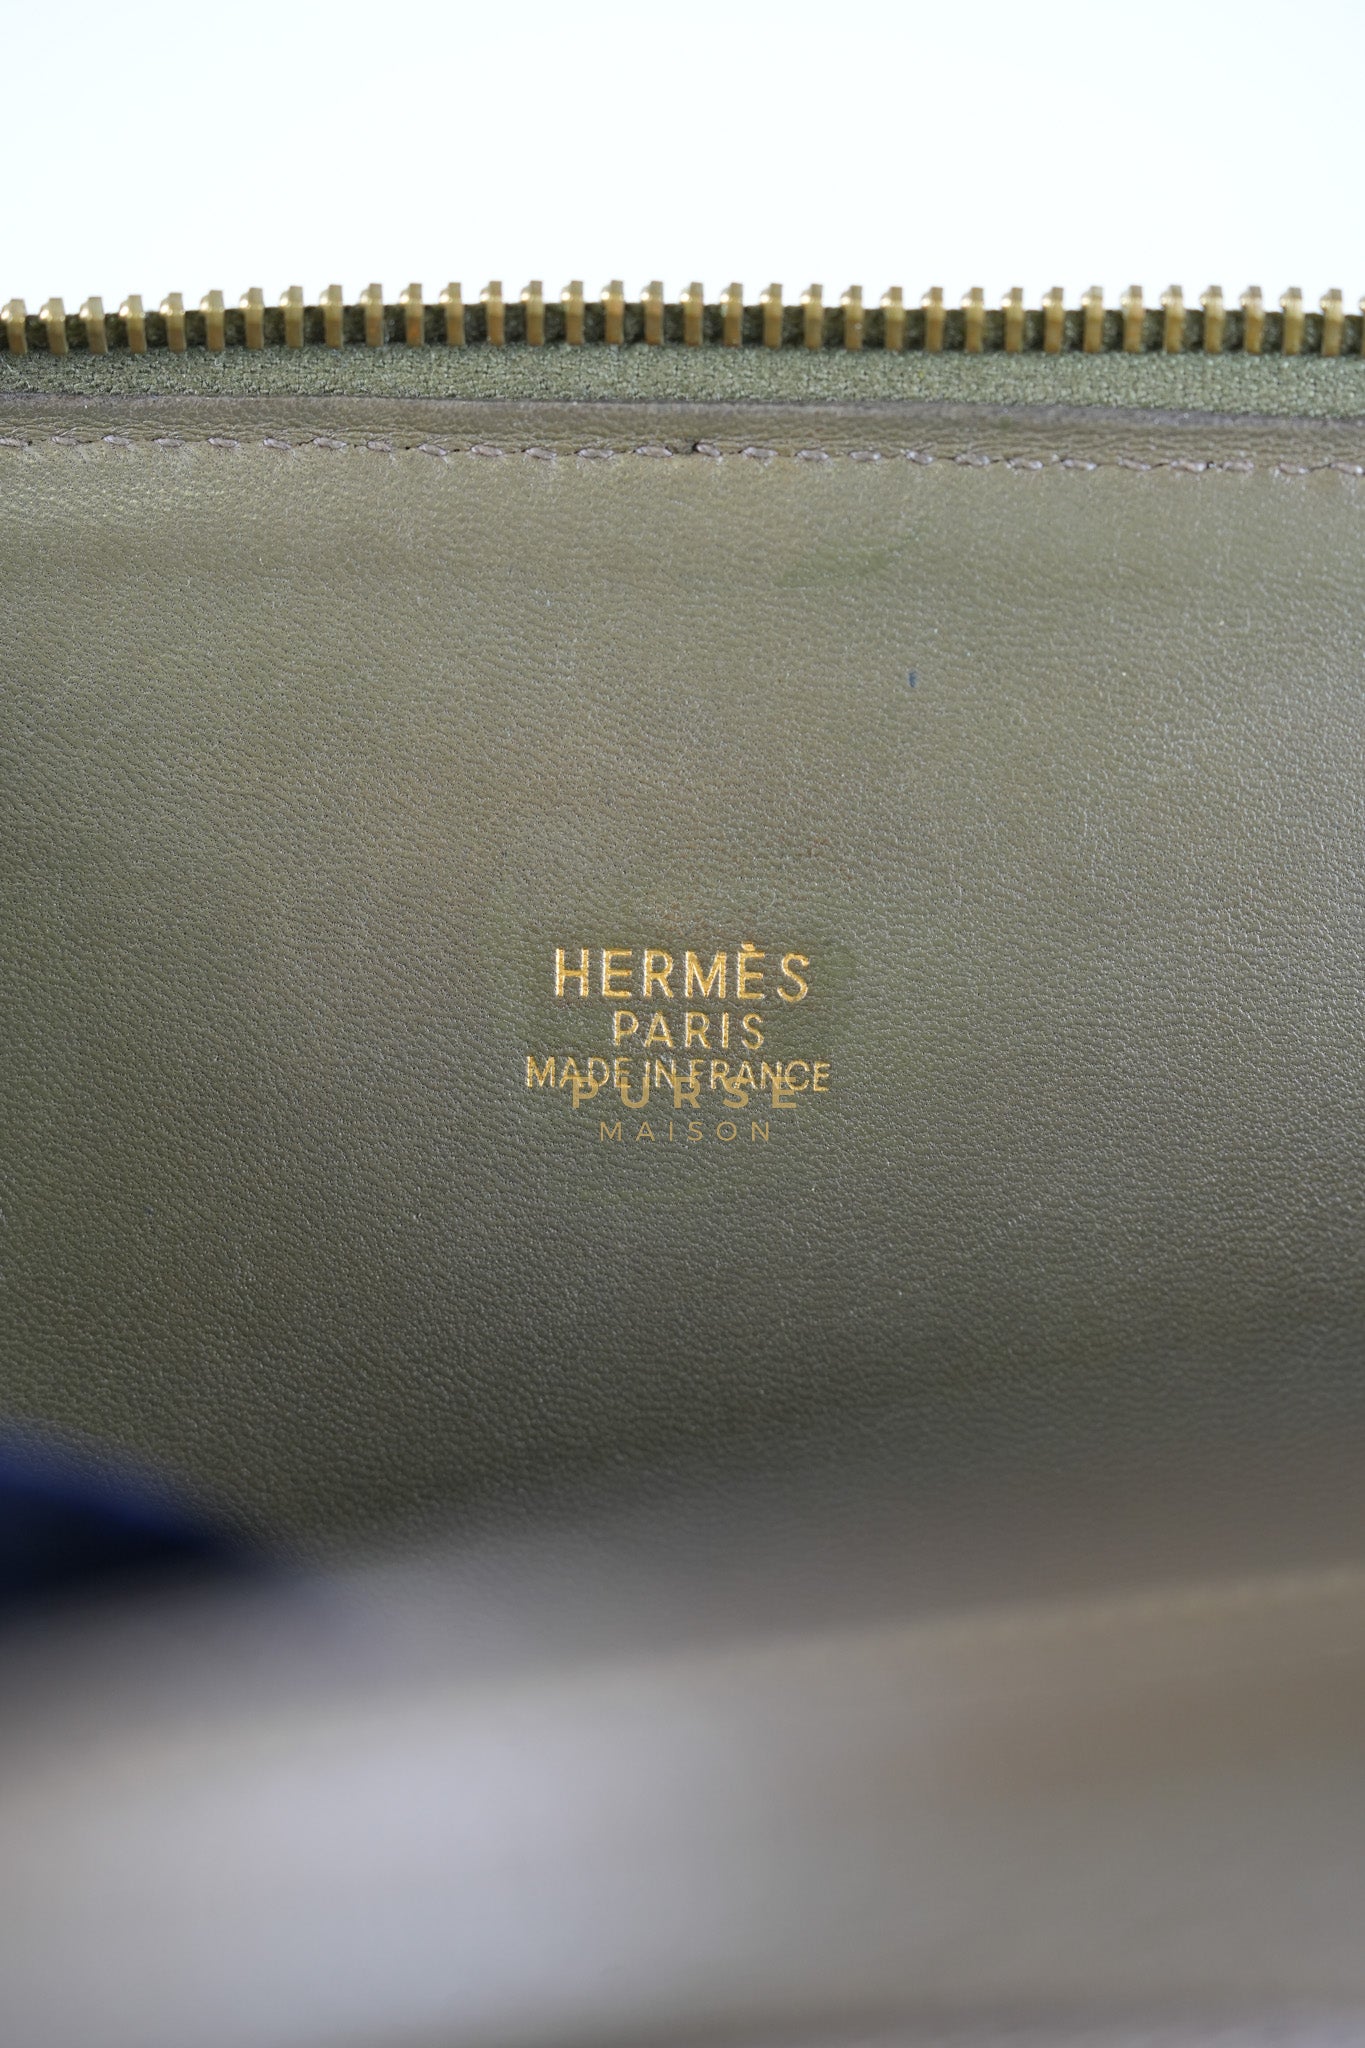 HERMÈS
PARIS
MADE IN FRANCE
PURSE
MAISON